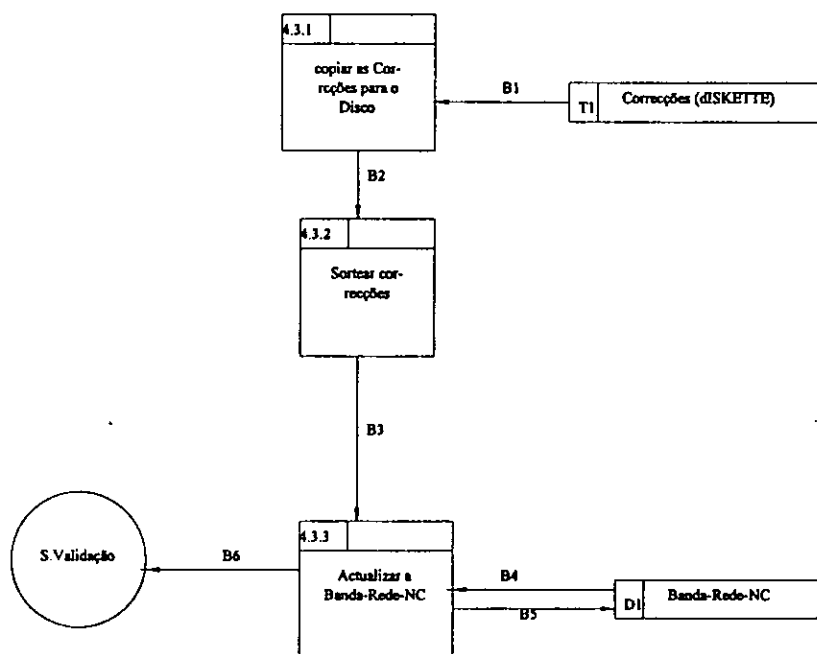 4.3.1
copiar as Cor-
rcções para o
Disco
B1
T1
Correcções (dISKETTE)
B2
4.3.2
Sortear cor-
recções
B3
S.Validação
B6
4.3.3
Actualizar a
Banda-Rede-NC
B4
B5
D1
Banda-Rede-NC